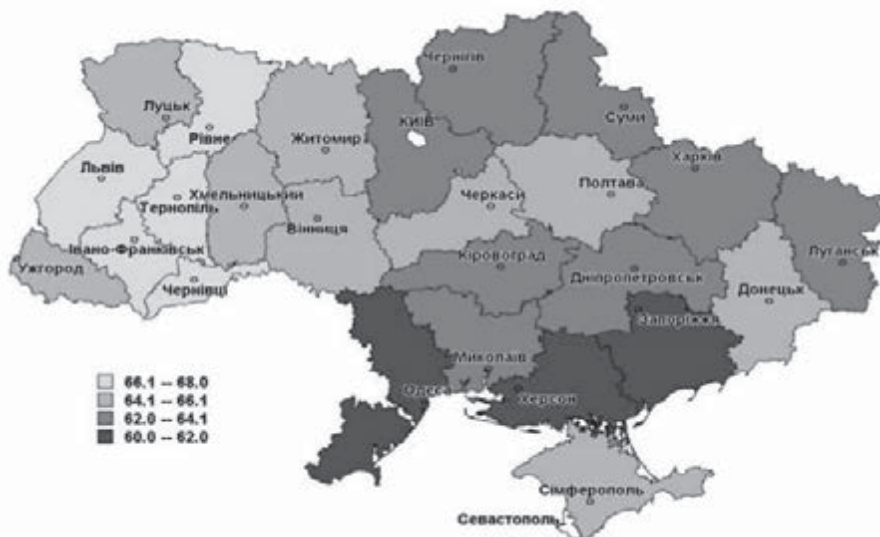 Чернігів
Суми
Луцьк
Рівне
КИЇВ
Житомир
Харків
Львів
Тернопіль
Хмельницький
Черкаси
Полтава
Вінниця
Івано-Франківськ
Ужгород
Чернівці
Кіровоград
Дніпропетровськ
Луганськ
Донецьк
Запоріжжя
Миколаїв
Одеса
Херсон
66.1 -- 68.0
64.1 -- 66.1
62.0 -- 64.1
60.0 -- 62.0
Сімферополь
Севастополь